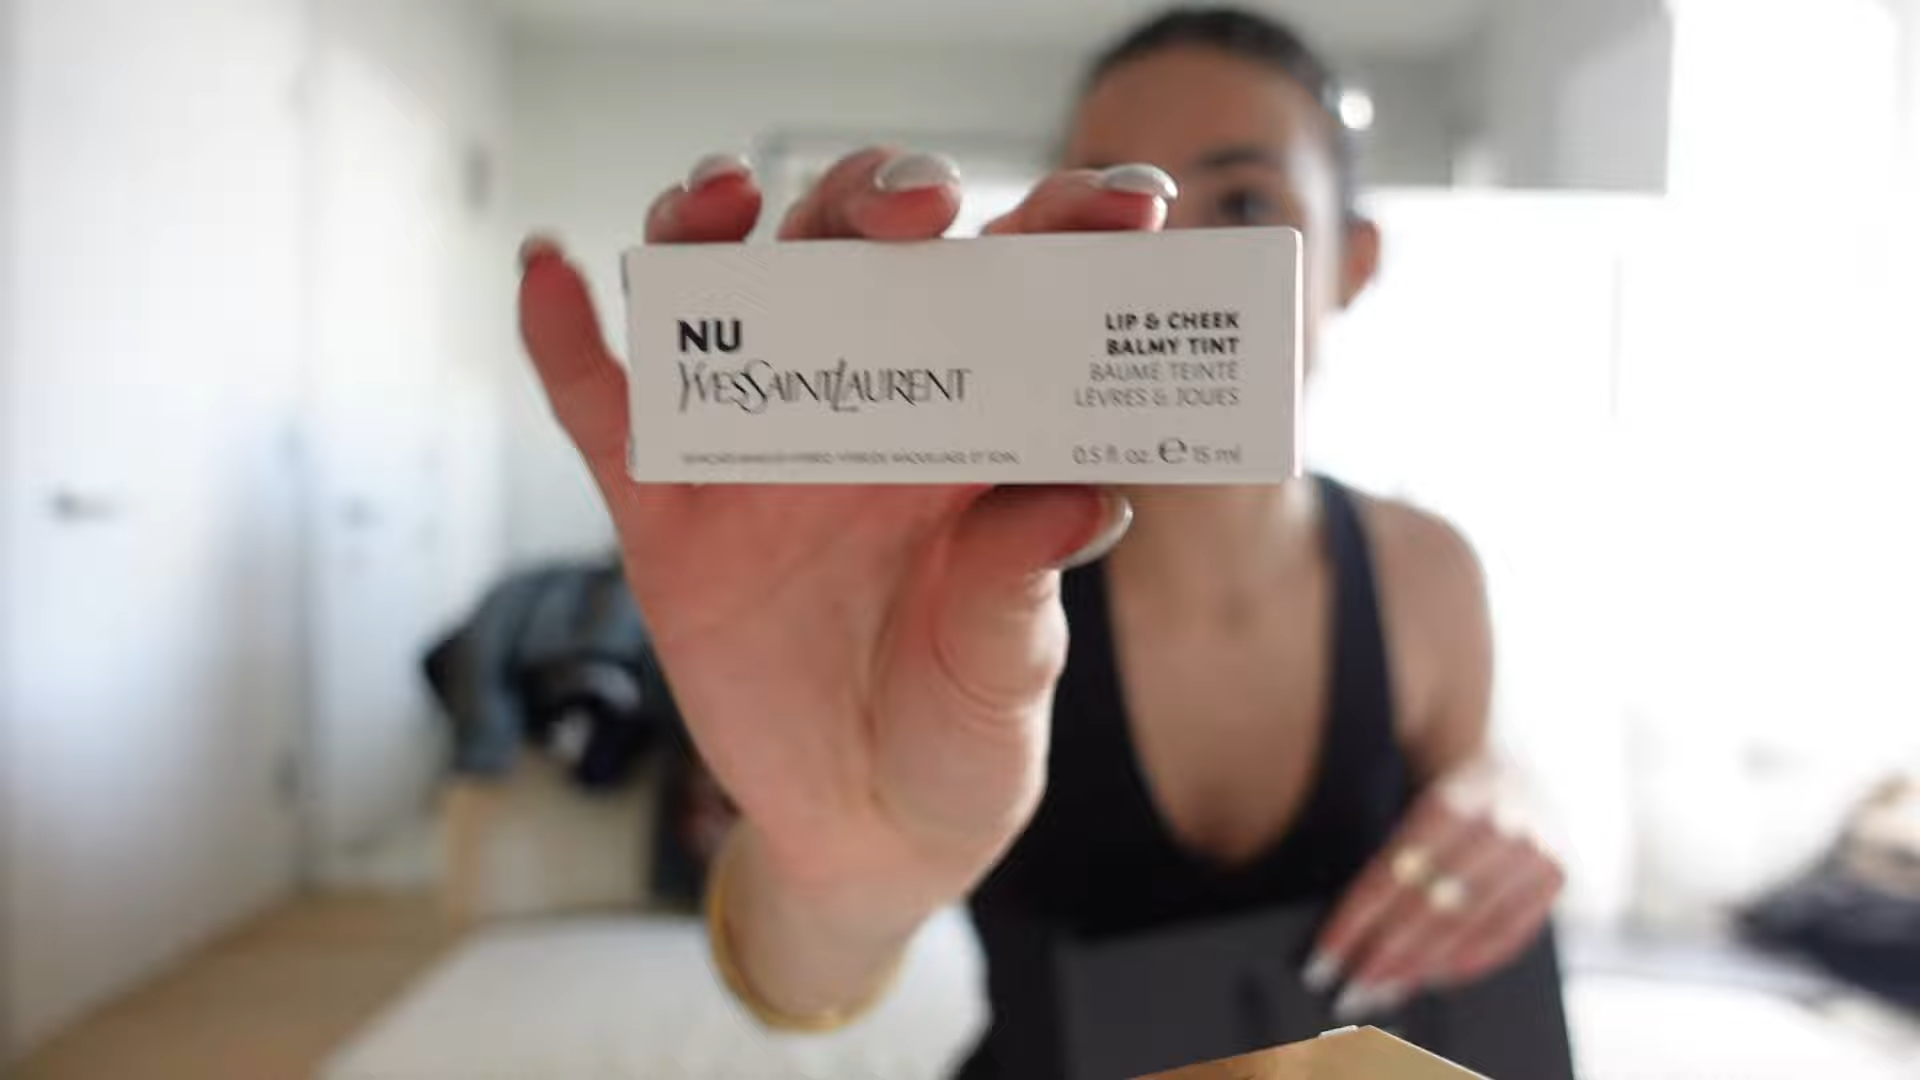 NU
YVESSAINTLAURENT
LIP & CHEEK
BALMY TINT
BAUME TEINTÉ
LÈVRES & JOUES
0.5 fl. oz. ℮ 15 ml